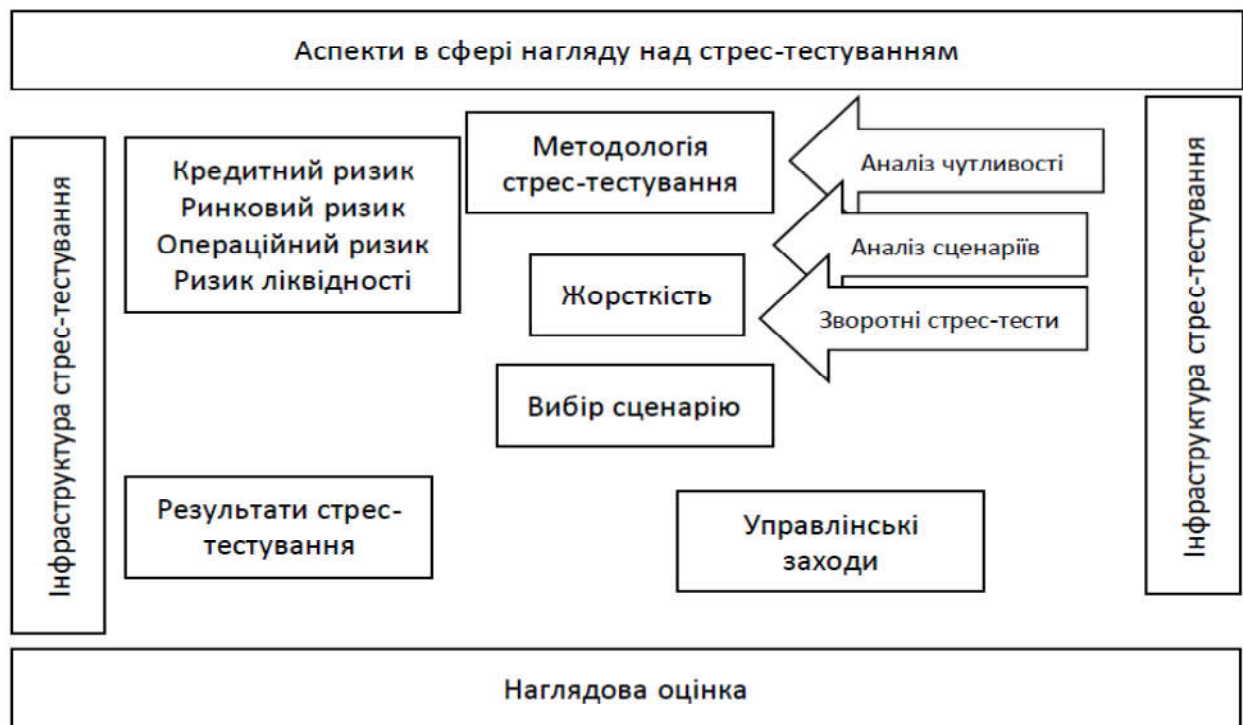 Аспекти в сфері нагляду над стрес-тестуванням
Інфраструктура стрес-тестування
Кредитний ризик
Ринковий ризик
Операційний ризик
Ризик ліквідності
Методологія
стрес-тестування
Аналіз чутливості
Аналіз сценаріїв
Жорсткість
Зворотні стрес-тести
Вибір сценарію
Результати стрес-
тестування
Управлінські
заходи
Інфраструктура стрес-тестування
Наглядова оцінка